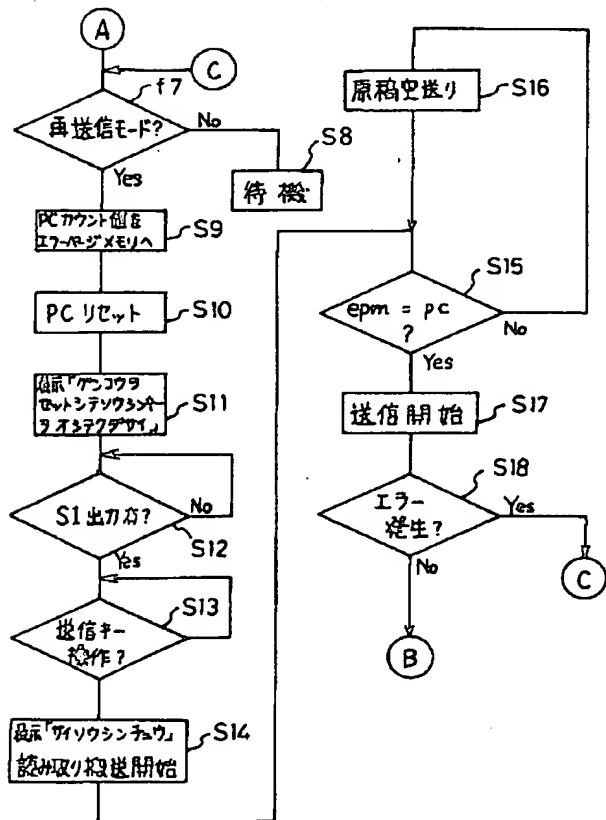 A
C
f7
再送信モード?
No
Yes
S8
待機
PCカウント値を
エラーページメモリへ
S9
PCリセット
S10
表示「ゲンコウヲ
セットシテソウシンキー
ヲオシテクダサイ」
S11
S1出力有?
No
S12
Yes
S13
送信キー
操作?
表示「サイソウシンチュウ」
読み取り搬送開始
S14
原稿空送り
S16
S15
epm = pc
?
No
Yes
送信開始
S17
S18
エラー
発生?
Yes
No
C
B